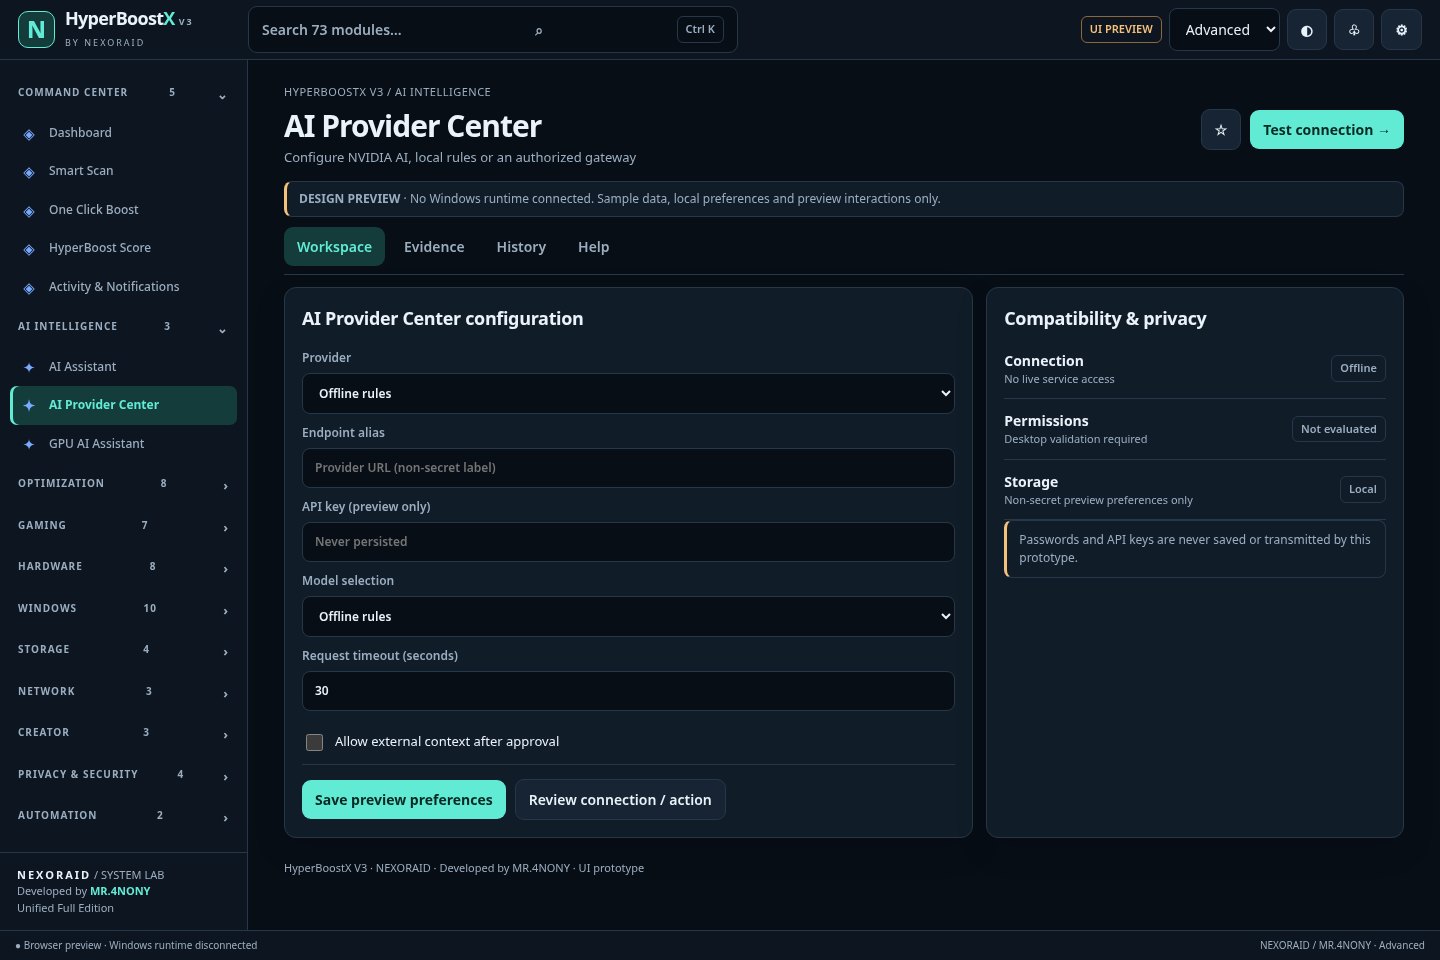 N
HyperBoostX V3
BY NEXORAID
Search 73 modules...
Ctrl K
UI PREVIEW
Advanced
COMMAND CENTER 5
Dashboard
Smart Scan
One Click Boost
HyperBoost Score
Activity & Notifications
AI INTELLIGENCE 3
AI Assistant
AI Provider Center
GPU AI Assistant
OPTIMIZATION 8
GAMING 7
HARDWARE 8
WINDOWS 10
STORAGE 4
NETWORK 3
CREATOR 3
PRIVACY & SECURITY 4
AUTOMATION 2
NEXORAID / SYSTEM LAB
Developed by MR.4NONY
Unified Full Edition
HYPERBOOSTX V3 / AI INTELLIGENCE
AI Provider Center
Configure NVIDIA AI, local rules or an authorized gateway
Test connection →
DESIGN PREVIEW · No Windows runtime connected. Sample data, local preferences and preview interactions only.
Workspace
Evidence
History
Help
AI Provider Center configuration
Provider
Offline rules
Endpoint alias
Provider URL (non-secret label)
API key (preview only)
Never persisted
Model selection
Offline rules
Request timeout (seconds)
30
Allow external context after approval
Save preview preferences
Review connection / action
Compatibility & privacy
Connection
No live service access
Offline
Permissions
Desktop validation required
Not evaluated
Storage
Non-secret preview preferences only
Local
Passwords and API keys are never saved or transmitted by this
prototype.
HyperBoostX V3 · NEXORAID · Developed by MR.4NONY · UI prototype
● Browser preview · Windows runtime disconnected
NEXORAID / MR.4NONY · Advanced